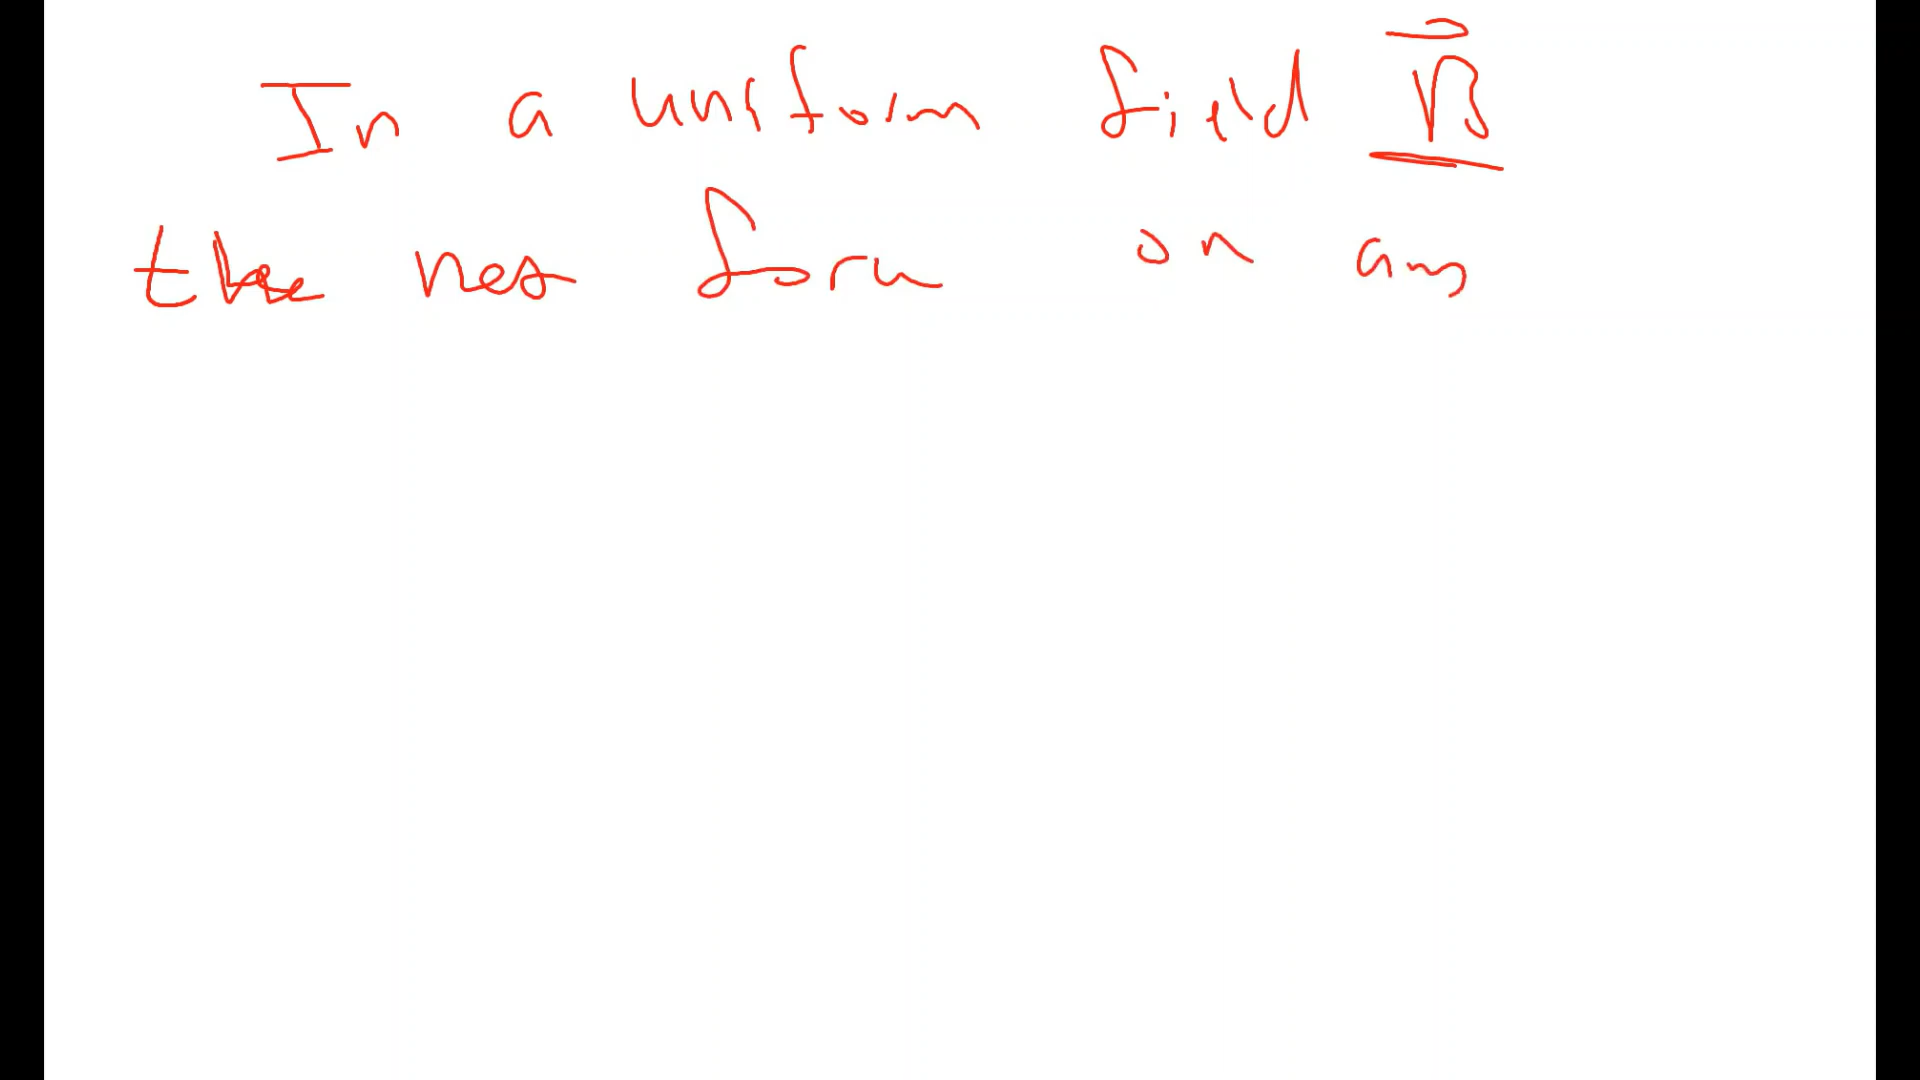 In a uniform field B⃗
the net force on any